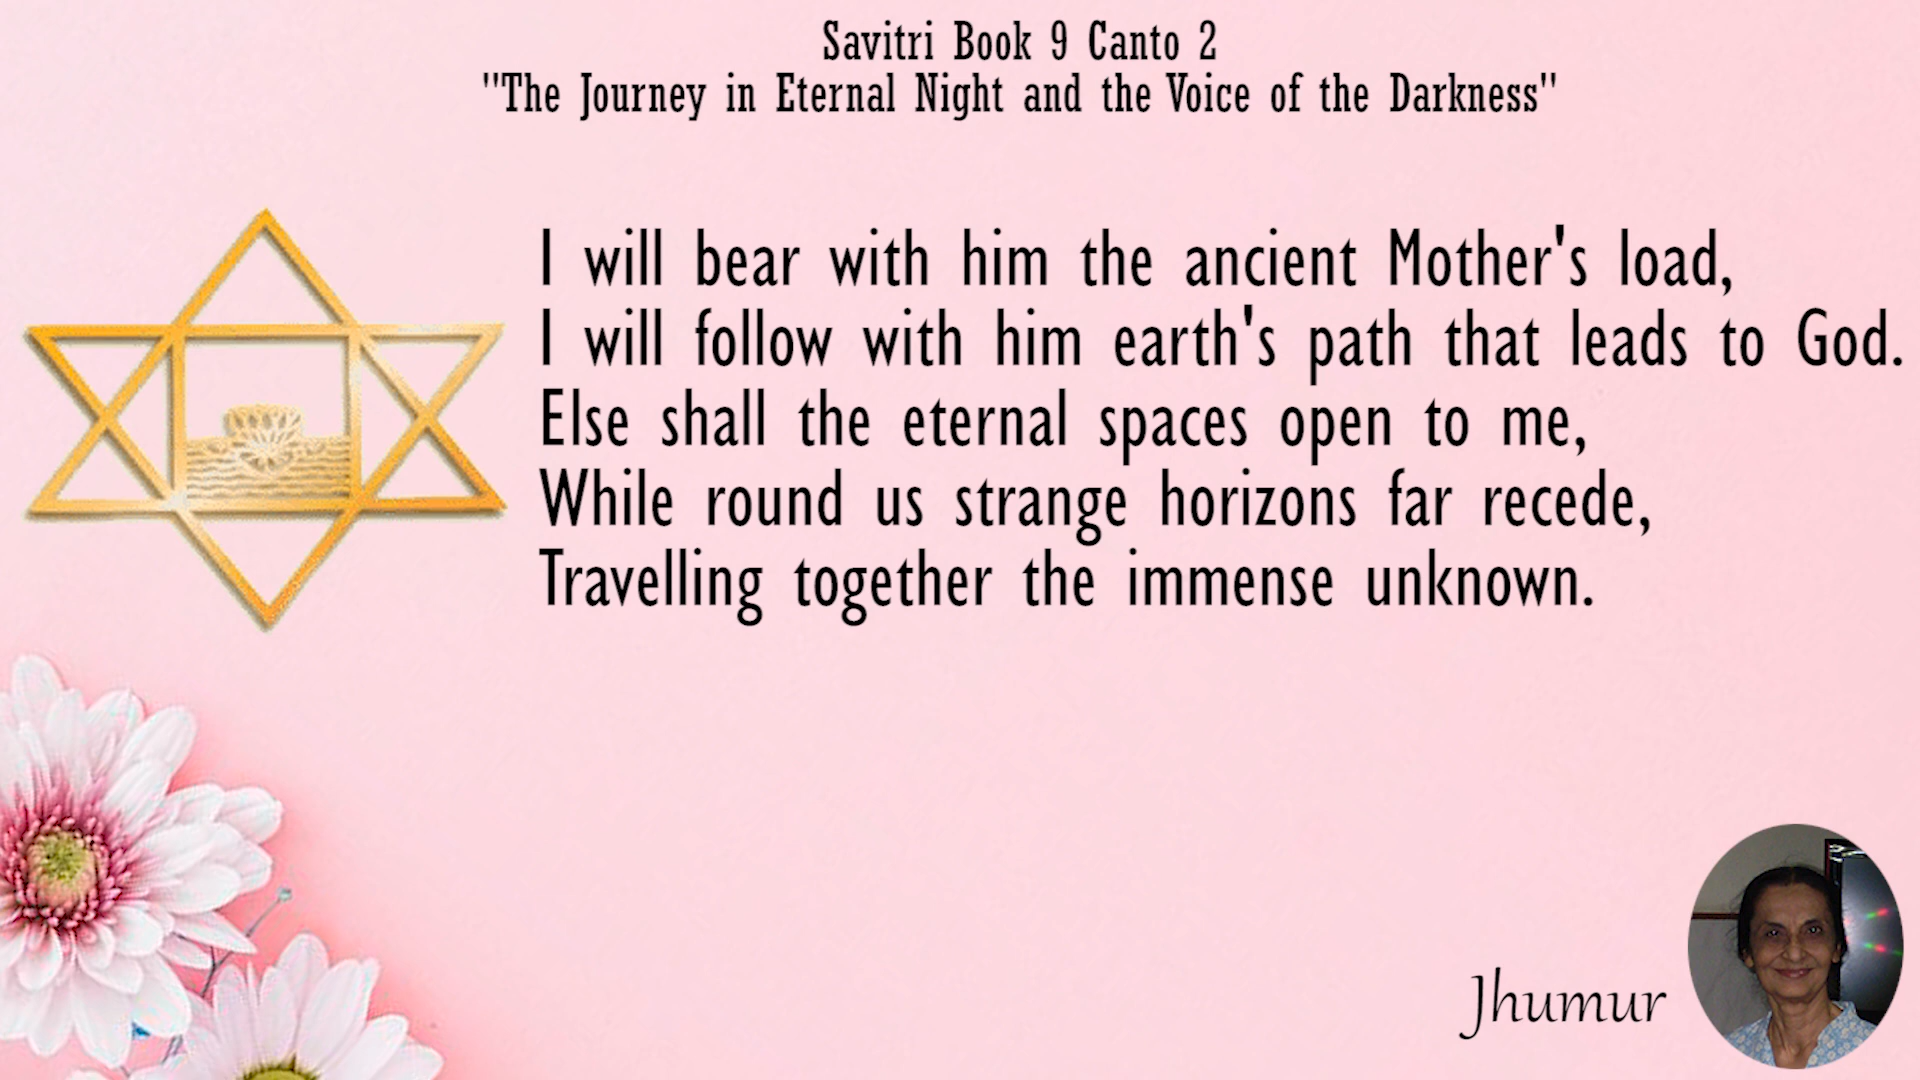 Savitri Book 9 Canto 2
"The Journey in Eternal Night and the Voice of the Darkness"
I will bear with him the ancient Mother's load,
I will follow with him earth's path that leads to God.
Else shall the eternal spaces open to me,
While round us strange horizons far recede,
Travelling together the immense unknown.
Jhumur